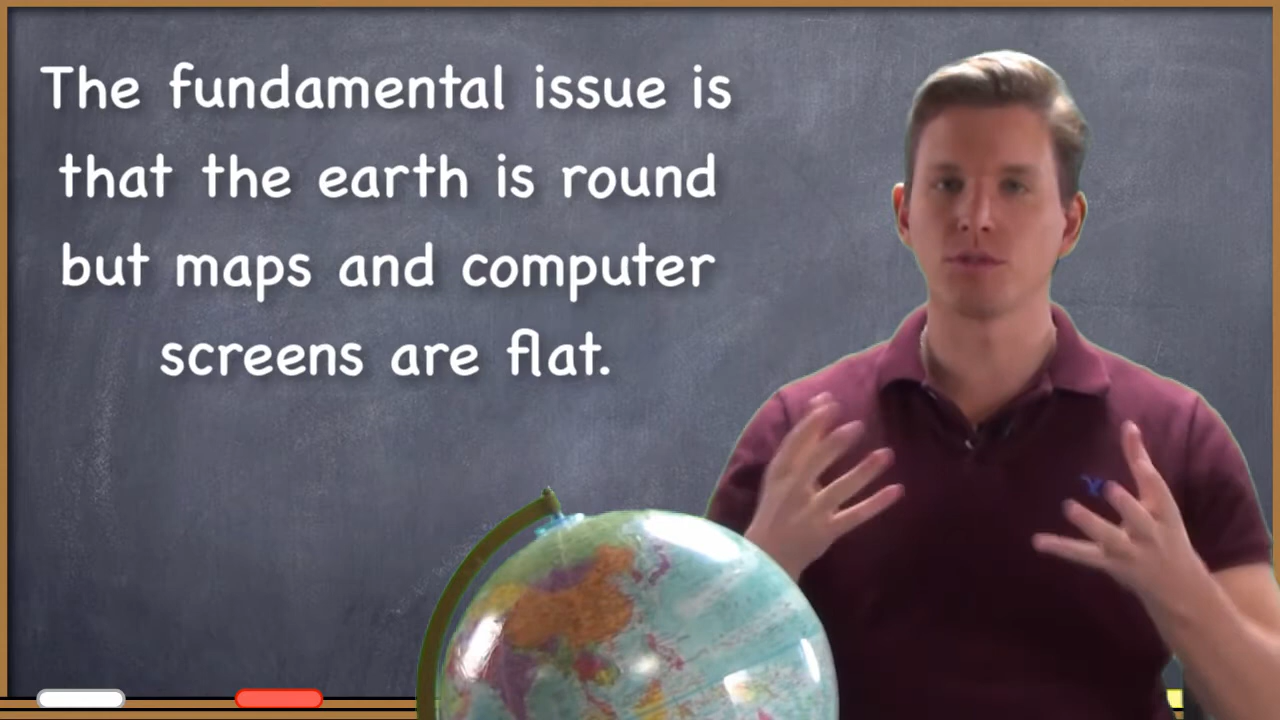 The fundamental issue is
that the earth is round
but maps and computer
screens are flat.